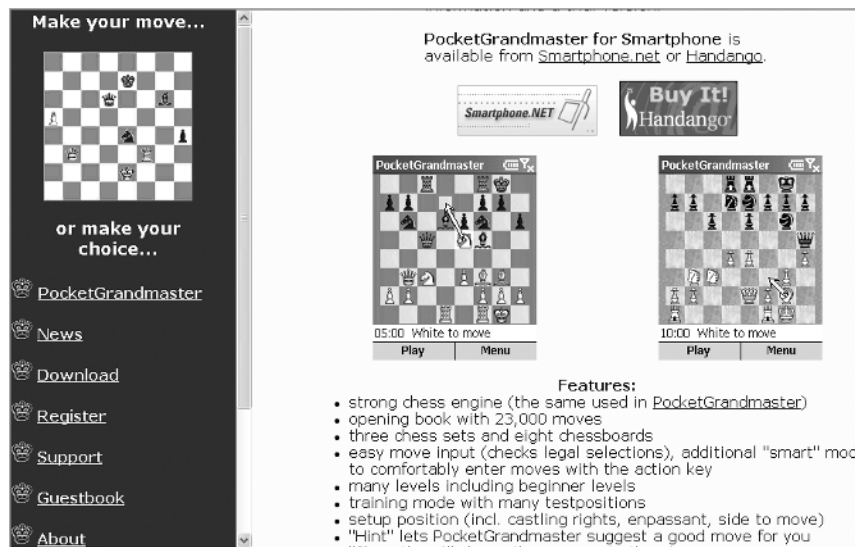 Make your move...
or make your
choice...
PocketGrandmaster
News
Download
Register
Support
Guestbook
About
PocketGrandmaster for Smartphone is
available from Smartphone.net or Handango.
Smartphone.NET
Buy It!
Handango
PocketGrandmaster
05:00 White to move
Play Menu
PocketGrandmaster
10:00 White to move
Play Menu
Features:
• strong chess engine (the same used in PocketGrandmaster)
• opening book with 23,000 moves
• three chess sets and eight chessboards
• easy move input (checks legal selections), additional "smart" mod
to comfortably enter moves with the action key
• many levels including beginner levels
• training mode with many testpositions
• setup position (incl. castling rights, enpassant, side to move)
• "Hint" lets PocketGrandmaster suggest a good move for you